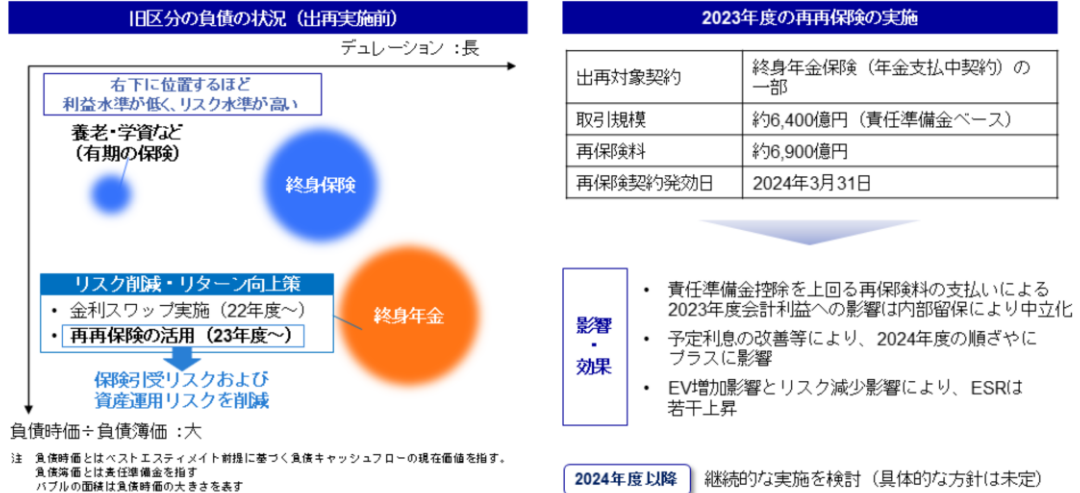 旧区分の負債の状況（出再実施前）
デュレーション ：長
右下に位置するほど
利益水準が低く、リスク水準が高い
養老・学資など
（有期の保険）
終身保険
終身年金
リスク削減・リターン向上策
• 金利スワップ実施（22年度～）
• 再再保険の活用（23年度～）
保険引受リスクおよび
資産運用リスクを削減
負債時価÷負債簿価 ：大
注 負債時価とはベストエスティメイト前提に基づく負債キャッシュフローの現在価値を指す。
負債簿価とは責任準備金を指す
バブルの面積は負債時価の大きさを表す
2023年度の再再保険の実施
出再対象契約 終身年金保険（年金支払中契約）の
一部
取引規模 約6,400億円（責任準備金ベース）
再保険料 約6,900億円
再保険契約発効日 2024年3月31日
影響
・
効果
• 責任準備金控除を上回る再保険料の支払いによる
2023年度会計利益への影響は内部留保により中立化
• 予定利息の改善等により、2024年度の順ざやに
プラスに影響
• EV増加影響とリスク減少影響により、ESRは
若干上昇
2024年度以降 継続的な実施を検討（具体的な方針は未定）